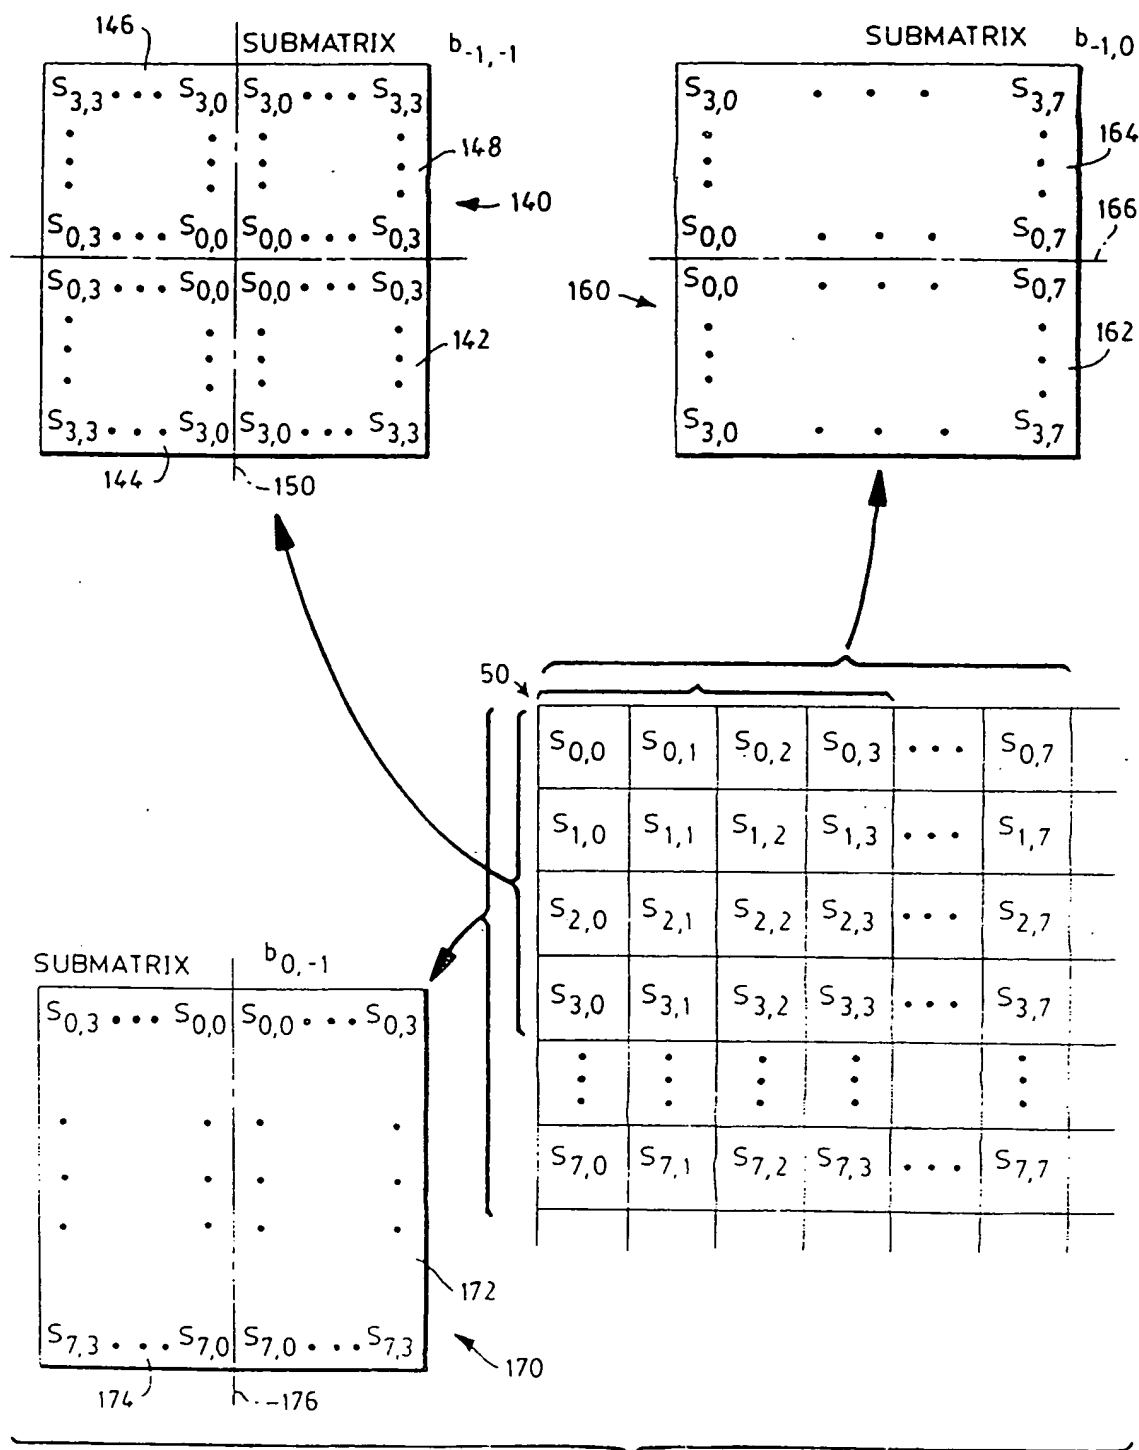 146
SUBMATRIX b-1,-1
S3,3 ... S3,0 S3,0 ... S3,3
148
140
S0,3 ... S0,0 S0,0 ... S0,3
S0,3 ... S0,0 S0,0 ... S0,3
142
S3,3 ... S3,0 S3,0 ... S3,3
144
150
SUBMATRIX b-1,0
S3,0 . . . S3,7
164
166
S0,0 . . . S0,7
160
S0,0 . . . S0,7
162
S3,0 . . . S3,7
50
S0,0 S0,1 S0,2 S0,3 ... S0,7
S1,0 S1,1 S1,2 S1,3 ... S1,7
S2,0 S2,1 S2,2 S2,3 ... S2,7
S3,0 S3,1 S3,2 S3,3 ... S3,7
S7,0 S7,1 S7,2 S7,3 ... S7,7
SUBMATRIX b0,-1
S0,3 ... S0,0 S0,0 ... S0,3
172
S7,3 ... S7,0 S7,0 ... S7,3
170
174
176